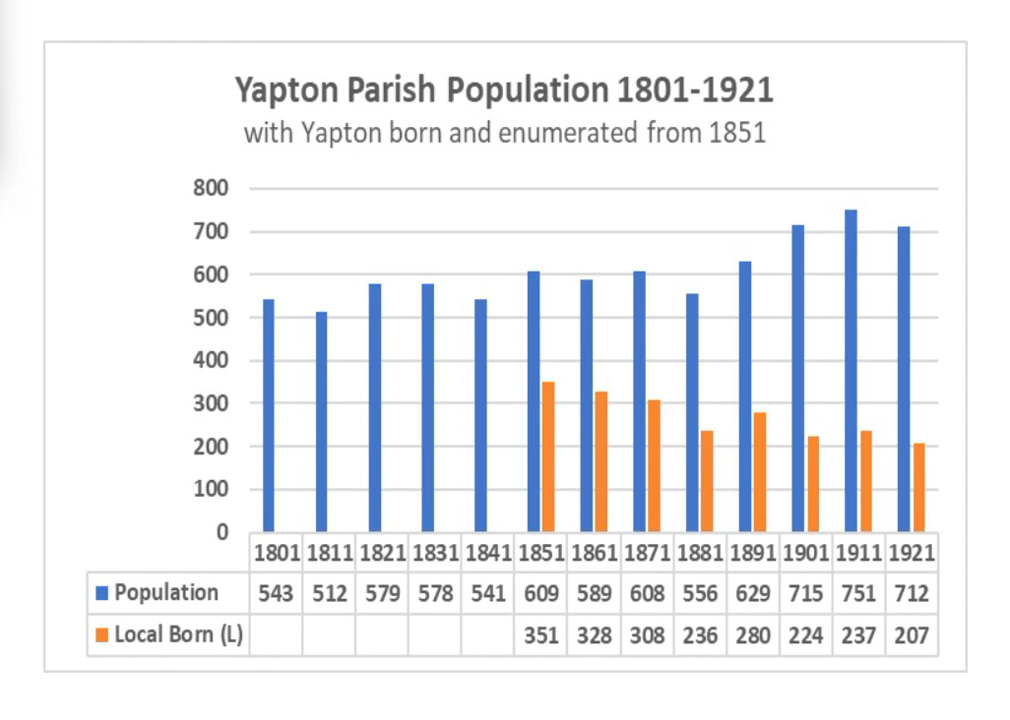 Yapton Parish Population 1801-1921
with Yapton born and enumerated from 1851
800
700
600
500
400
300
200
100
0
1801 1811 1821 1831 1841 1851 1861 1871 1881 1891 1901 1911 1921
Population 543 512 579 578 541 609 589 608 556 629 715 751 712
Local Born (L) 351 328 308 236 280 224 237 207